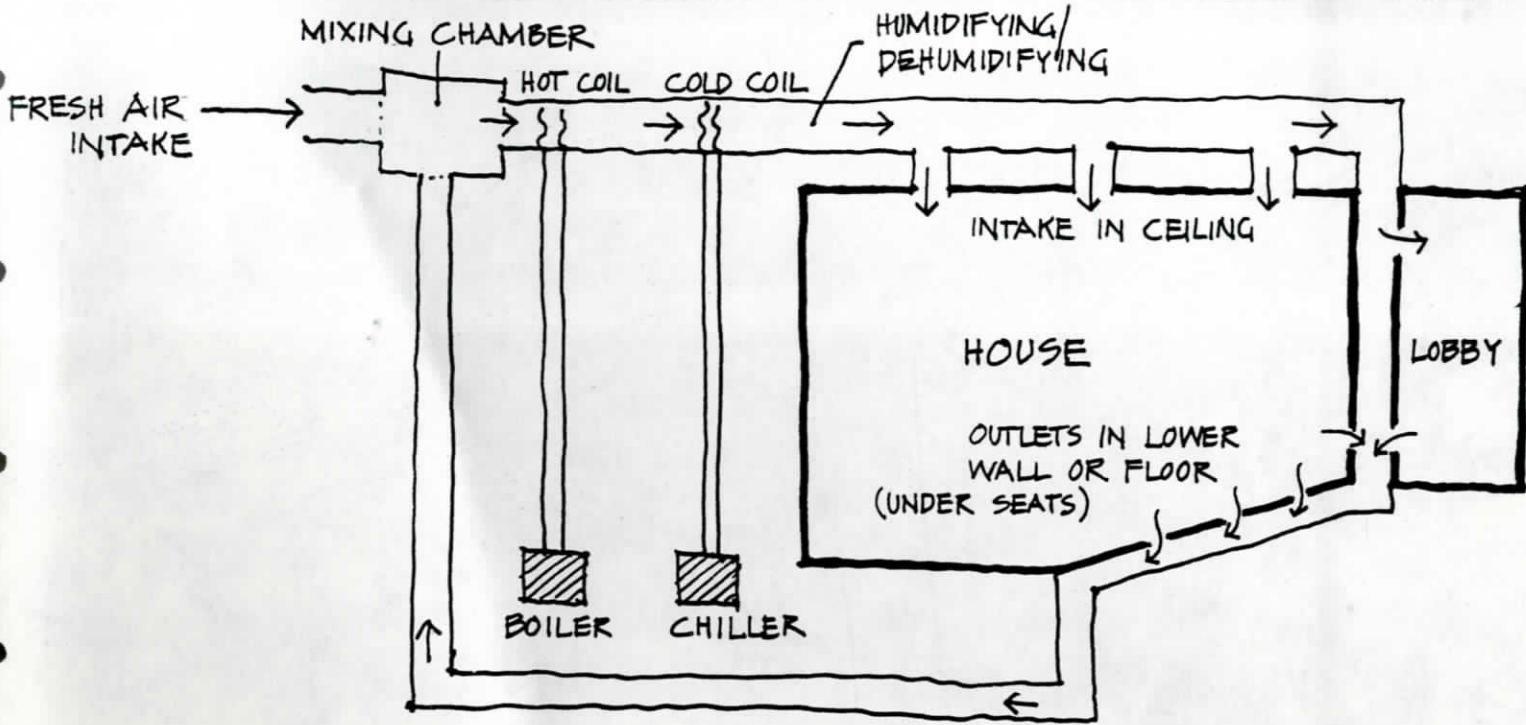 MIXING CHAMBER
HUMIDIFYING/
DEHUMIDIFYING
HOT COIL
COLD COIL
FRESH AIR
INTAKE
INTAKE IN CEILING
HOUSE
LOBBY
OUTLETS IN LOWER
WALL OR FLOOR
(UNDER SEATS)
BOILER
CHILLER